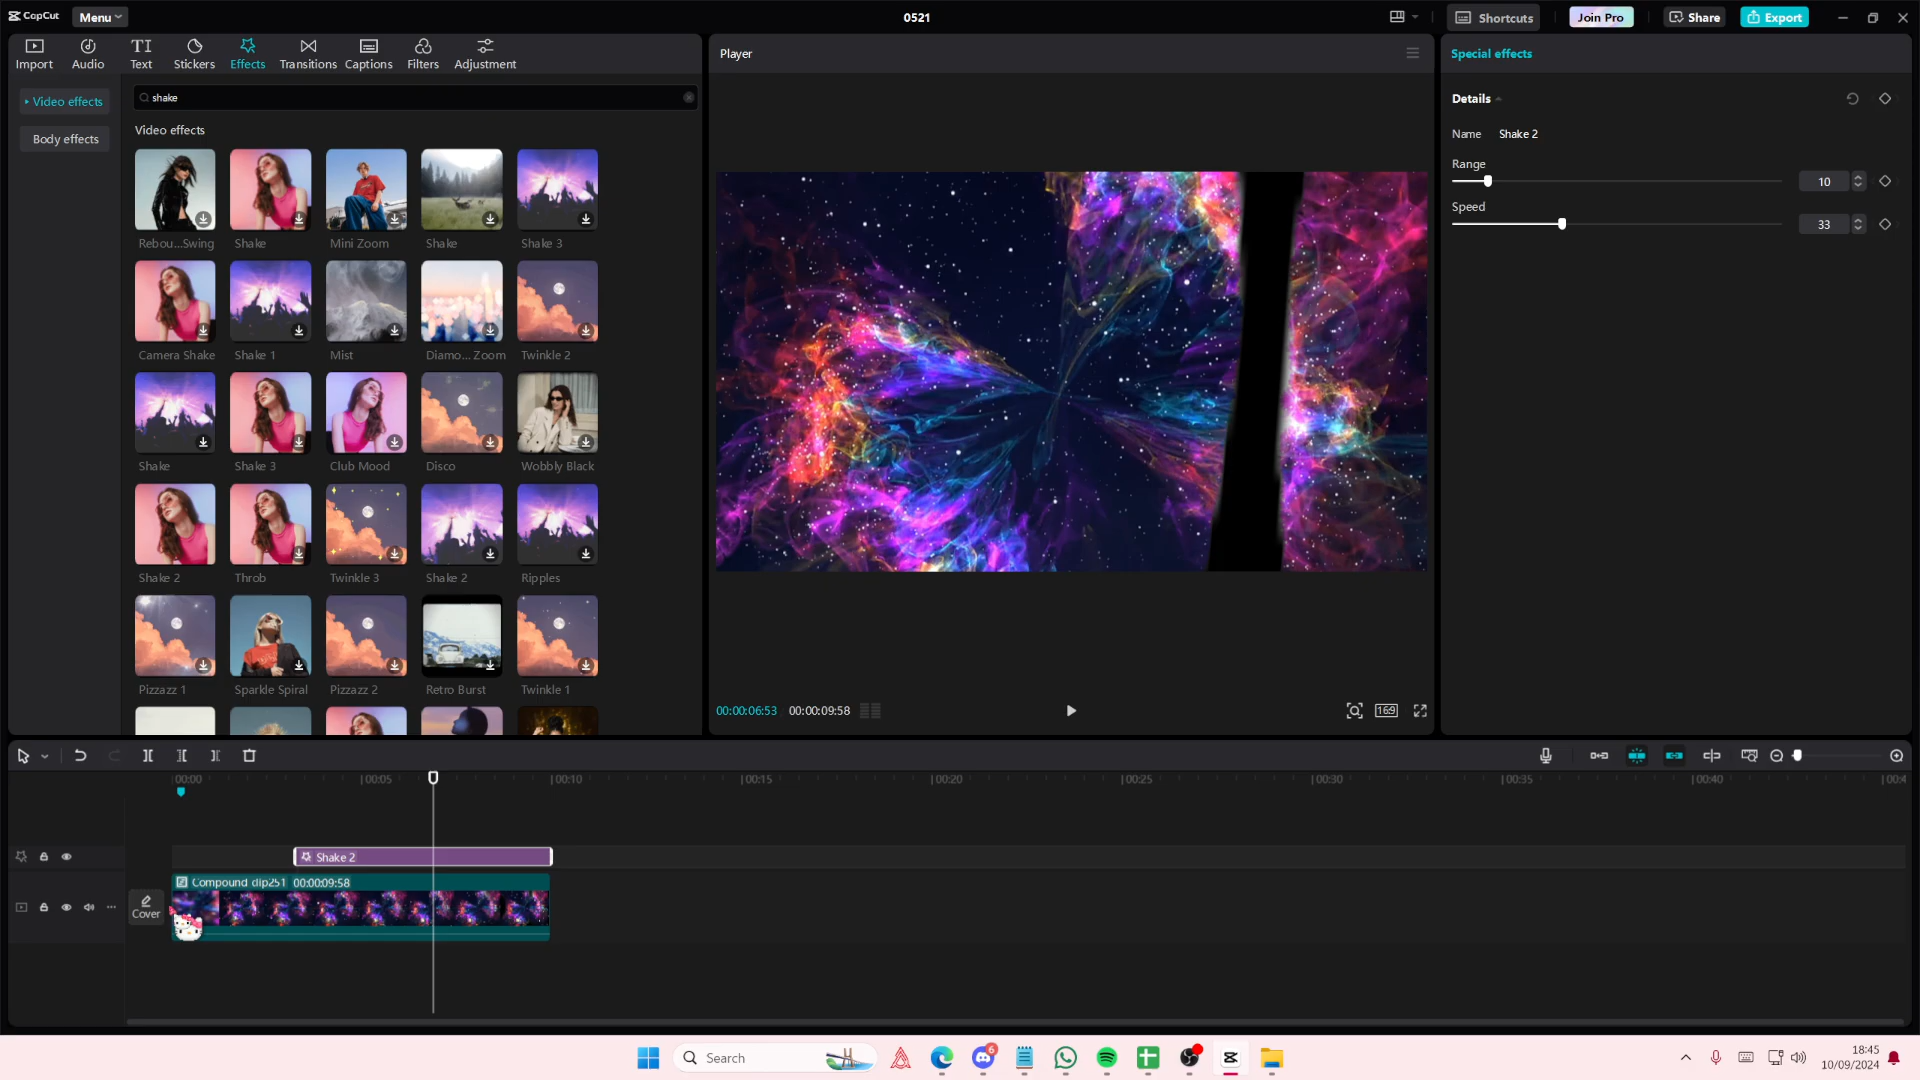 CapCut
Menu
0521
Shortcuts
Join Pro
Share
Export
Import
Audio
Text
Stickers
Effects
Transitions
Captions
Filters
Adjustment
Video effects
Body effects
shake
Video effects
Rebou...Swing
Shake
Mini Zoom
Shake
Shake 3
Camera Shake
Shake 1
Mist
Diamo... Zoom
Twinkle 2
Shake
Shake 3
Club Mood
Disco
Wobbly Black
Shake 2
Throb
Twinkle 3
Shake 2
Ripples
Pizzazz 1
Sparkle Spiral
Pizzazz 2
Retro Burst
Twinkle 1
Player
00:00:06:53
00:00:09:58
16:9
Special effects
Details
Name Shake 2
Range
10
Speed
33
00:00
00:05
00:10
00:15
00:20
00:25
00:30
00:35
00:40
Shake 2
Compound clip251 00:00:09:58
Cover
Search
6
18:45
10/09/2024